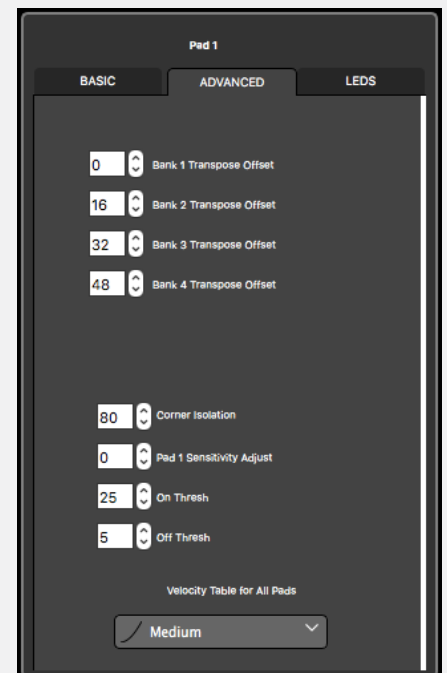 Pad 1
BASIC ADVANCED LEDS
0 Bank 1 Transpose Offset
16 Bank 2 Transpose Offset
32 Bank 3 Transpose Offset
48 Bank 4 Transpose Offset
80 Corner Isolation
0 Pad 1 Sensitivity Adjust
25 On Thresh
5 Off Thresh
Velocity Table for All Pads
Medium